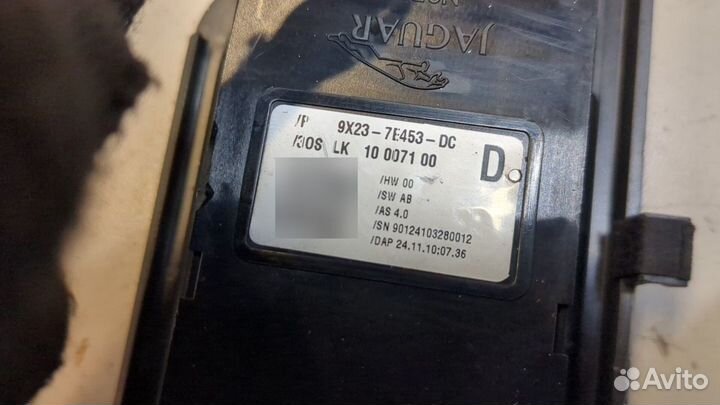 JAGUAR
/P 9X23-7E453-DC
/3OS LK 10 0071 00 D
/HW 00
/SW AB
/AS 4.0
/SN 90124103280012
/DAP 24.11.10:07.36
Avito